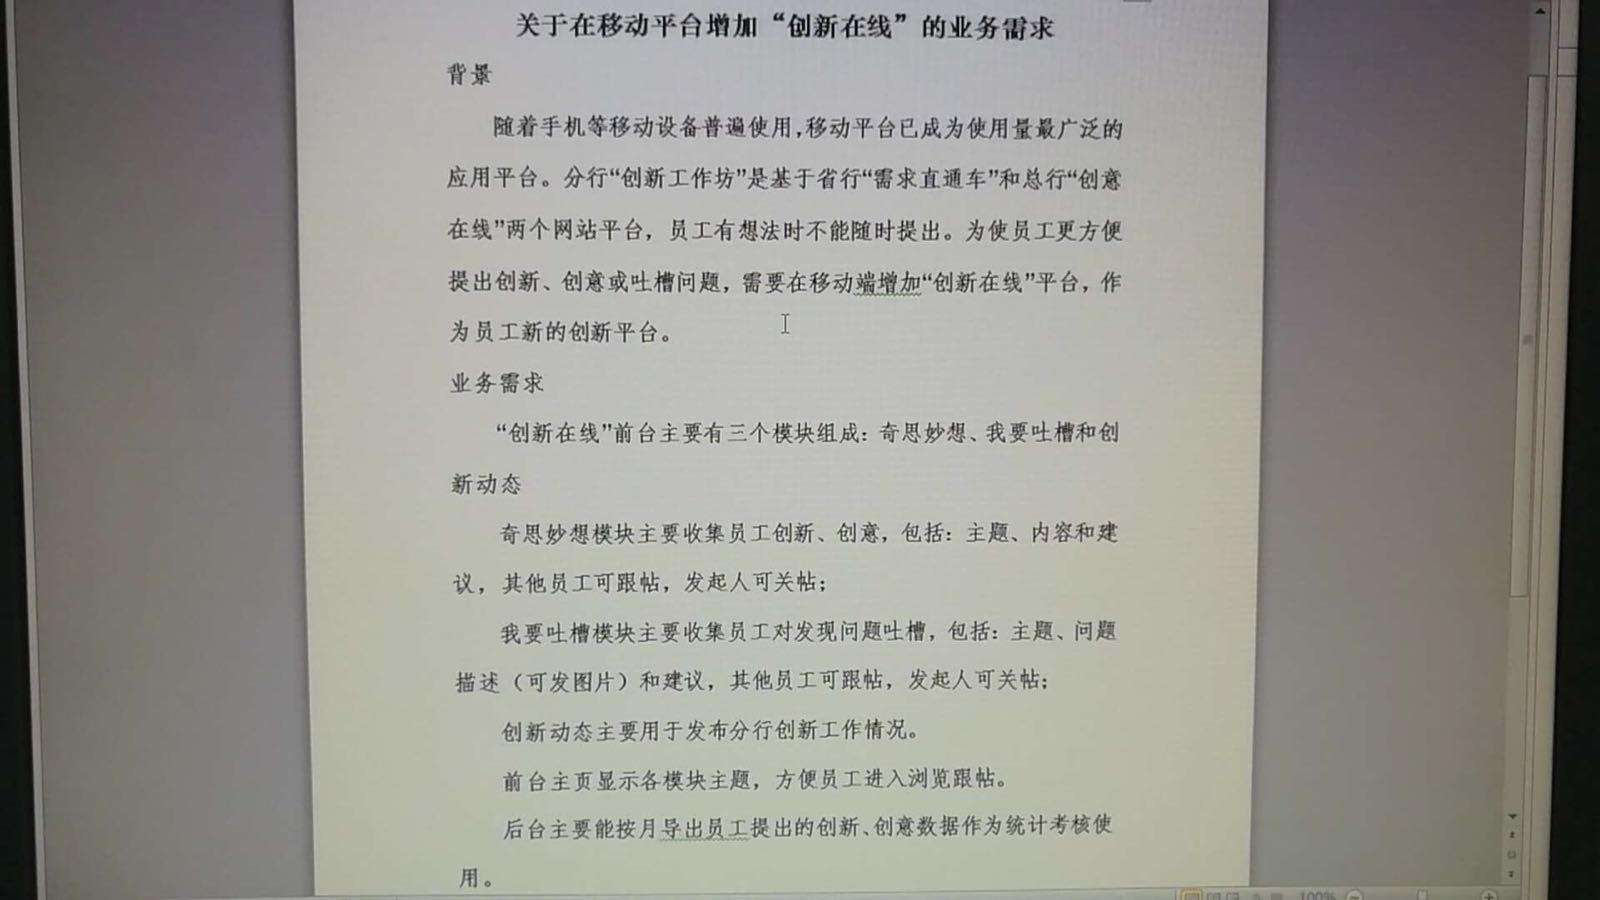 关于在移动平台增加“创新在线”的业务需求
背景
随着手机等移动设备普遍使用,移动平台已成为使用量最广泛的
应用平台。分行“创新工作坊”是基于省行“需求直通车”和总行“创意
在线”两个网站平台，员工有想法时不能随时提出。为使员工更方便
提出创新、创意或吐槽问题，需要在移动端增加“创新在线”平台，作
为员工新的创新平台。
业务需求
“创新在线”前台主要有三个模块组成：奇思妙想、我要吐槽和创
新动态
奇思妙想模块主要收集员工创新、创意，包括：主题、内容和建
议，其他员工可跟帖，发起人可关帖；
我要吐槽模块主要收集员工对发现问题吐槽，包括：主题、问题
描述（可发图片）和建议，其他员工可跟帖，发起人可关帖；
创新动态主要用于发布分行创新工作情况。
前台主页显示各模块主题，方便员工进入浏览跟帖。
后台主要能按月导出员工提出的创新、创意数据作为统计考核使
用。
100%